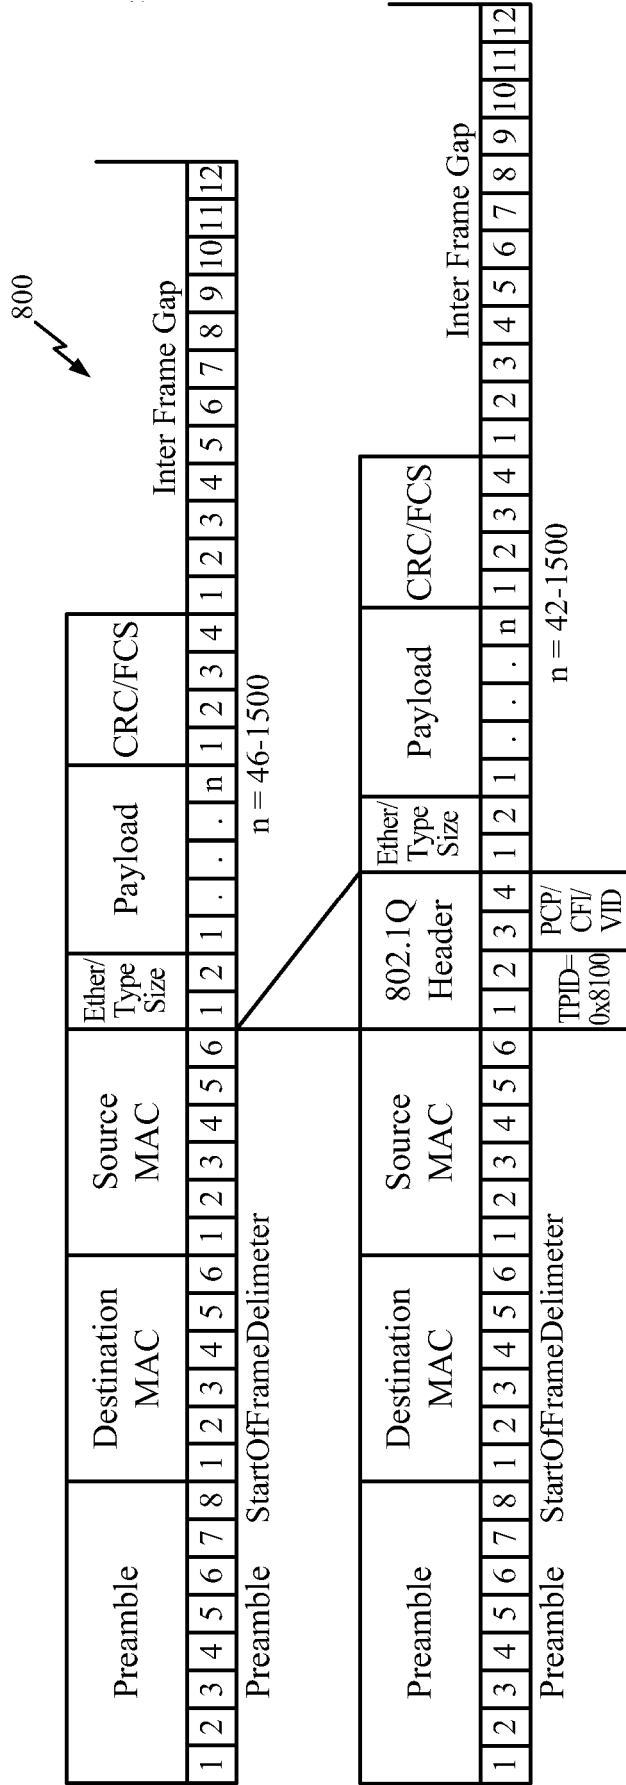 800
Preamble
Destination
MAC
Source
MAC
Ether/
Type
Size
Payload
CRC/FCS
Inter Frame Gap
1 2 3 4 5 6 7 8 1 2 3 4 5 6 1 2 3 4 5 6 1 2 1 . . . n 1 2 3 4 1 2 3 4 5 6 7 8 9 10 11 12
Preamble
StartOfFrameDelimeter
n = 46-1500
Preamble
Destination
MAC
Source
MAC
802.1Q
Header
Ether/
Type
Size
Payload
CRC/FCS
Inter Frame Gap
1 2 3 4 5 6 7 8 1 2 3 4 5 6 1 2 3 4 5 6 1 2 3 4 1 2 1 . . . n 1 2 3 4 1 2 3 4 5 6 7 8 9 10 11 12
Preamble
StartOfFrameDelimeter
TPID=
0x8100
PCP/
CFI/
VID
n = 42-1500